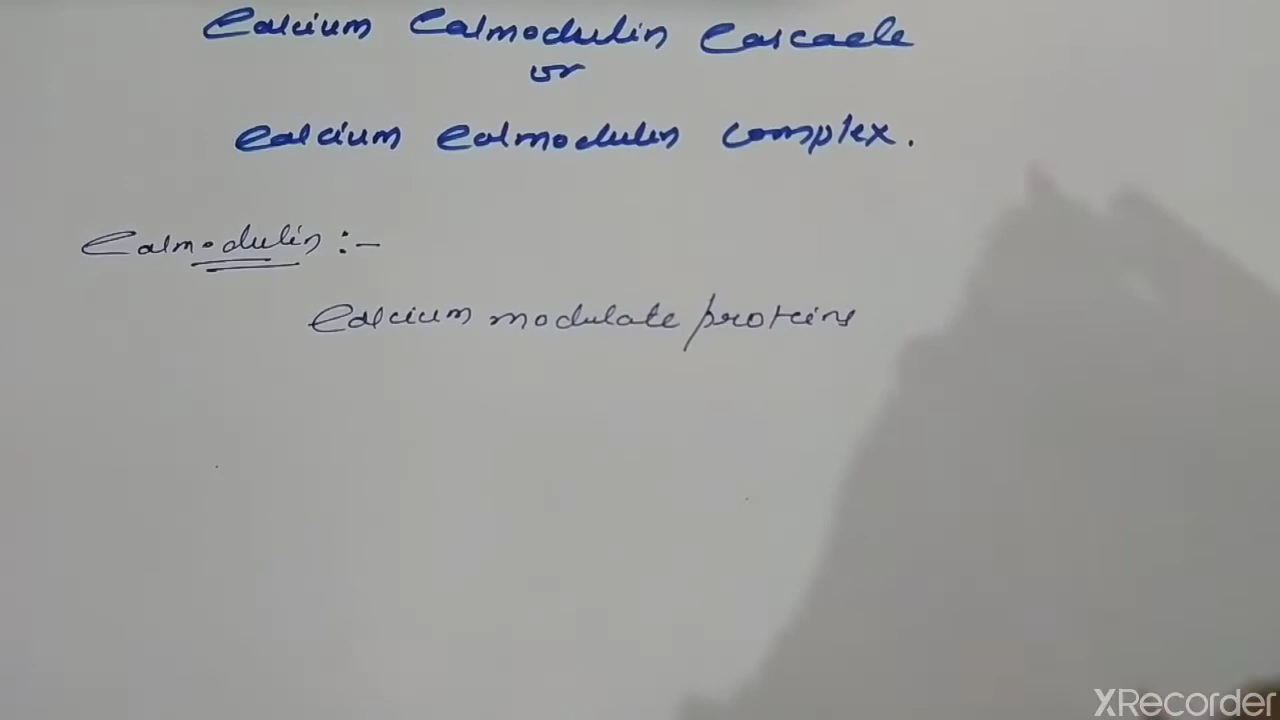 Calcium Calmodulin Cascade
or
Calcium Calmodulin complex.
Calmodulin :-
Calcium modulate proteins
XRecorder